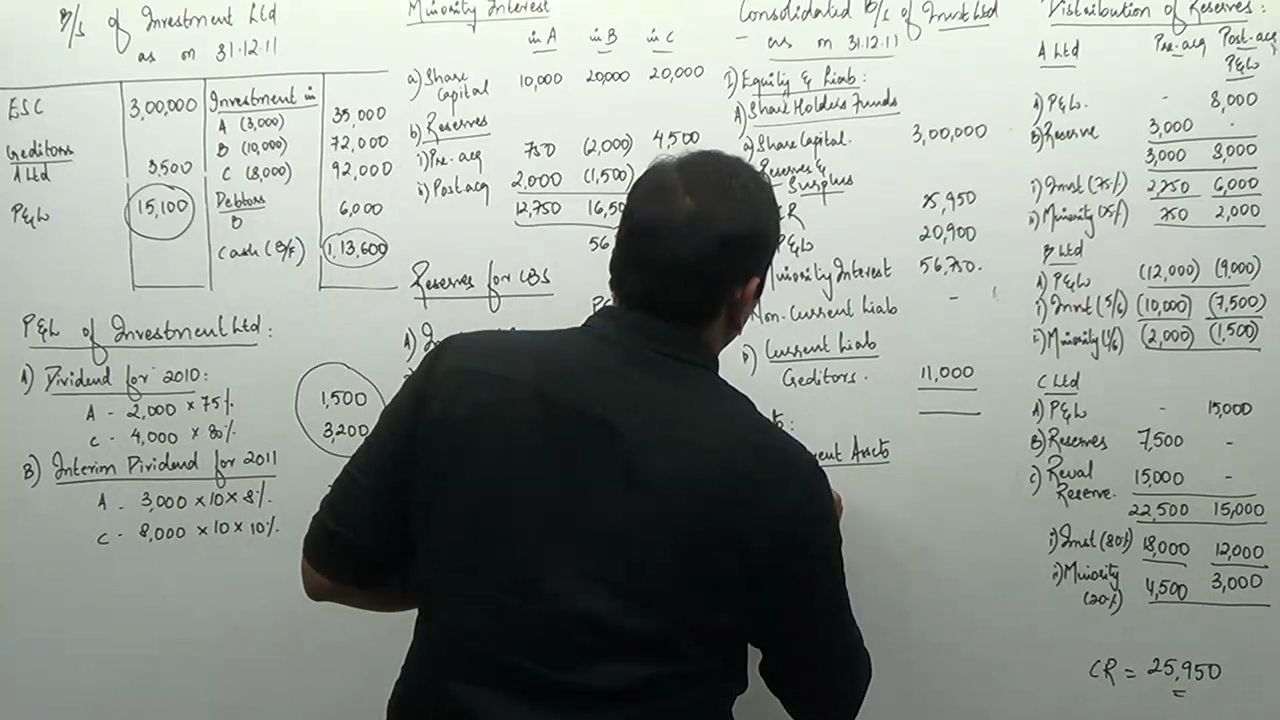 B/s of Investment Ltd
as on 31.12.11
ESC 3,00,000 Investment in
A (3,000) 35,000
B (10,000) 72,000
Creditors
A Ltd 3,500 C (8,000) 92,000
P&L 15,100 Debtors
B 6,000
Cash (B/F) 1,13,600
P&L of Investment Ltd:
A) Dividend for 2010:
A - 2,000 × 75% 1,500
C - 4,000 × 80% 3,200
B) Interim Dividend for 2011
A - 3,000 × 10 × 8%
C - 8,000 × 10 × 10%
Minority Interest
in A in B in C
a) Share Capital 10,000 20,000 20,000
b) Reserves
i) Pre-acq 750 (2,000) 4,500
ii) Post acq 2,000 (1,500)
12,750
Reserves for CBS
Consolidated B/s of Invst Ltd
- as on 31.12.11
I) Equity & Liab:
A) Share Holders Funds
a) Share Capital. 3,00,000
Reserves &
Surplus
CR 25,950
P&L 20,900
Minority Interest 56,750.
Non-Current Liab -
D) Current Liab
Creditors. 11,000
Distribution of Reserves:
Pre-acq Post-acq
A Ltd P&L
A) P&L. - 8,000
B) Reserve 3,000 -
3,000 8,000
i) Invst (75%) 2,250 6,000
ii) Minority (25%) 750 2,000
B Ltd
A) P&L (12,000) (9,000)
i) Invst (5/6) (10,000) (7,500)
ii) Minority (1/6) (2,000) (1,500)
C Ltd
A) P&L - 15,000
B) Reserves 7,500 -
c) Reval
Reserve. 15,000 -
22,500 15,000
i) Invst (80%) 18,000 12,000
ii) Minority
(20%) 4,500 3,000
CR = 25,950